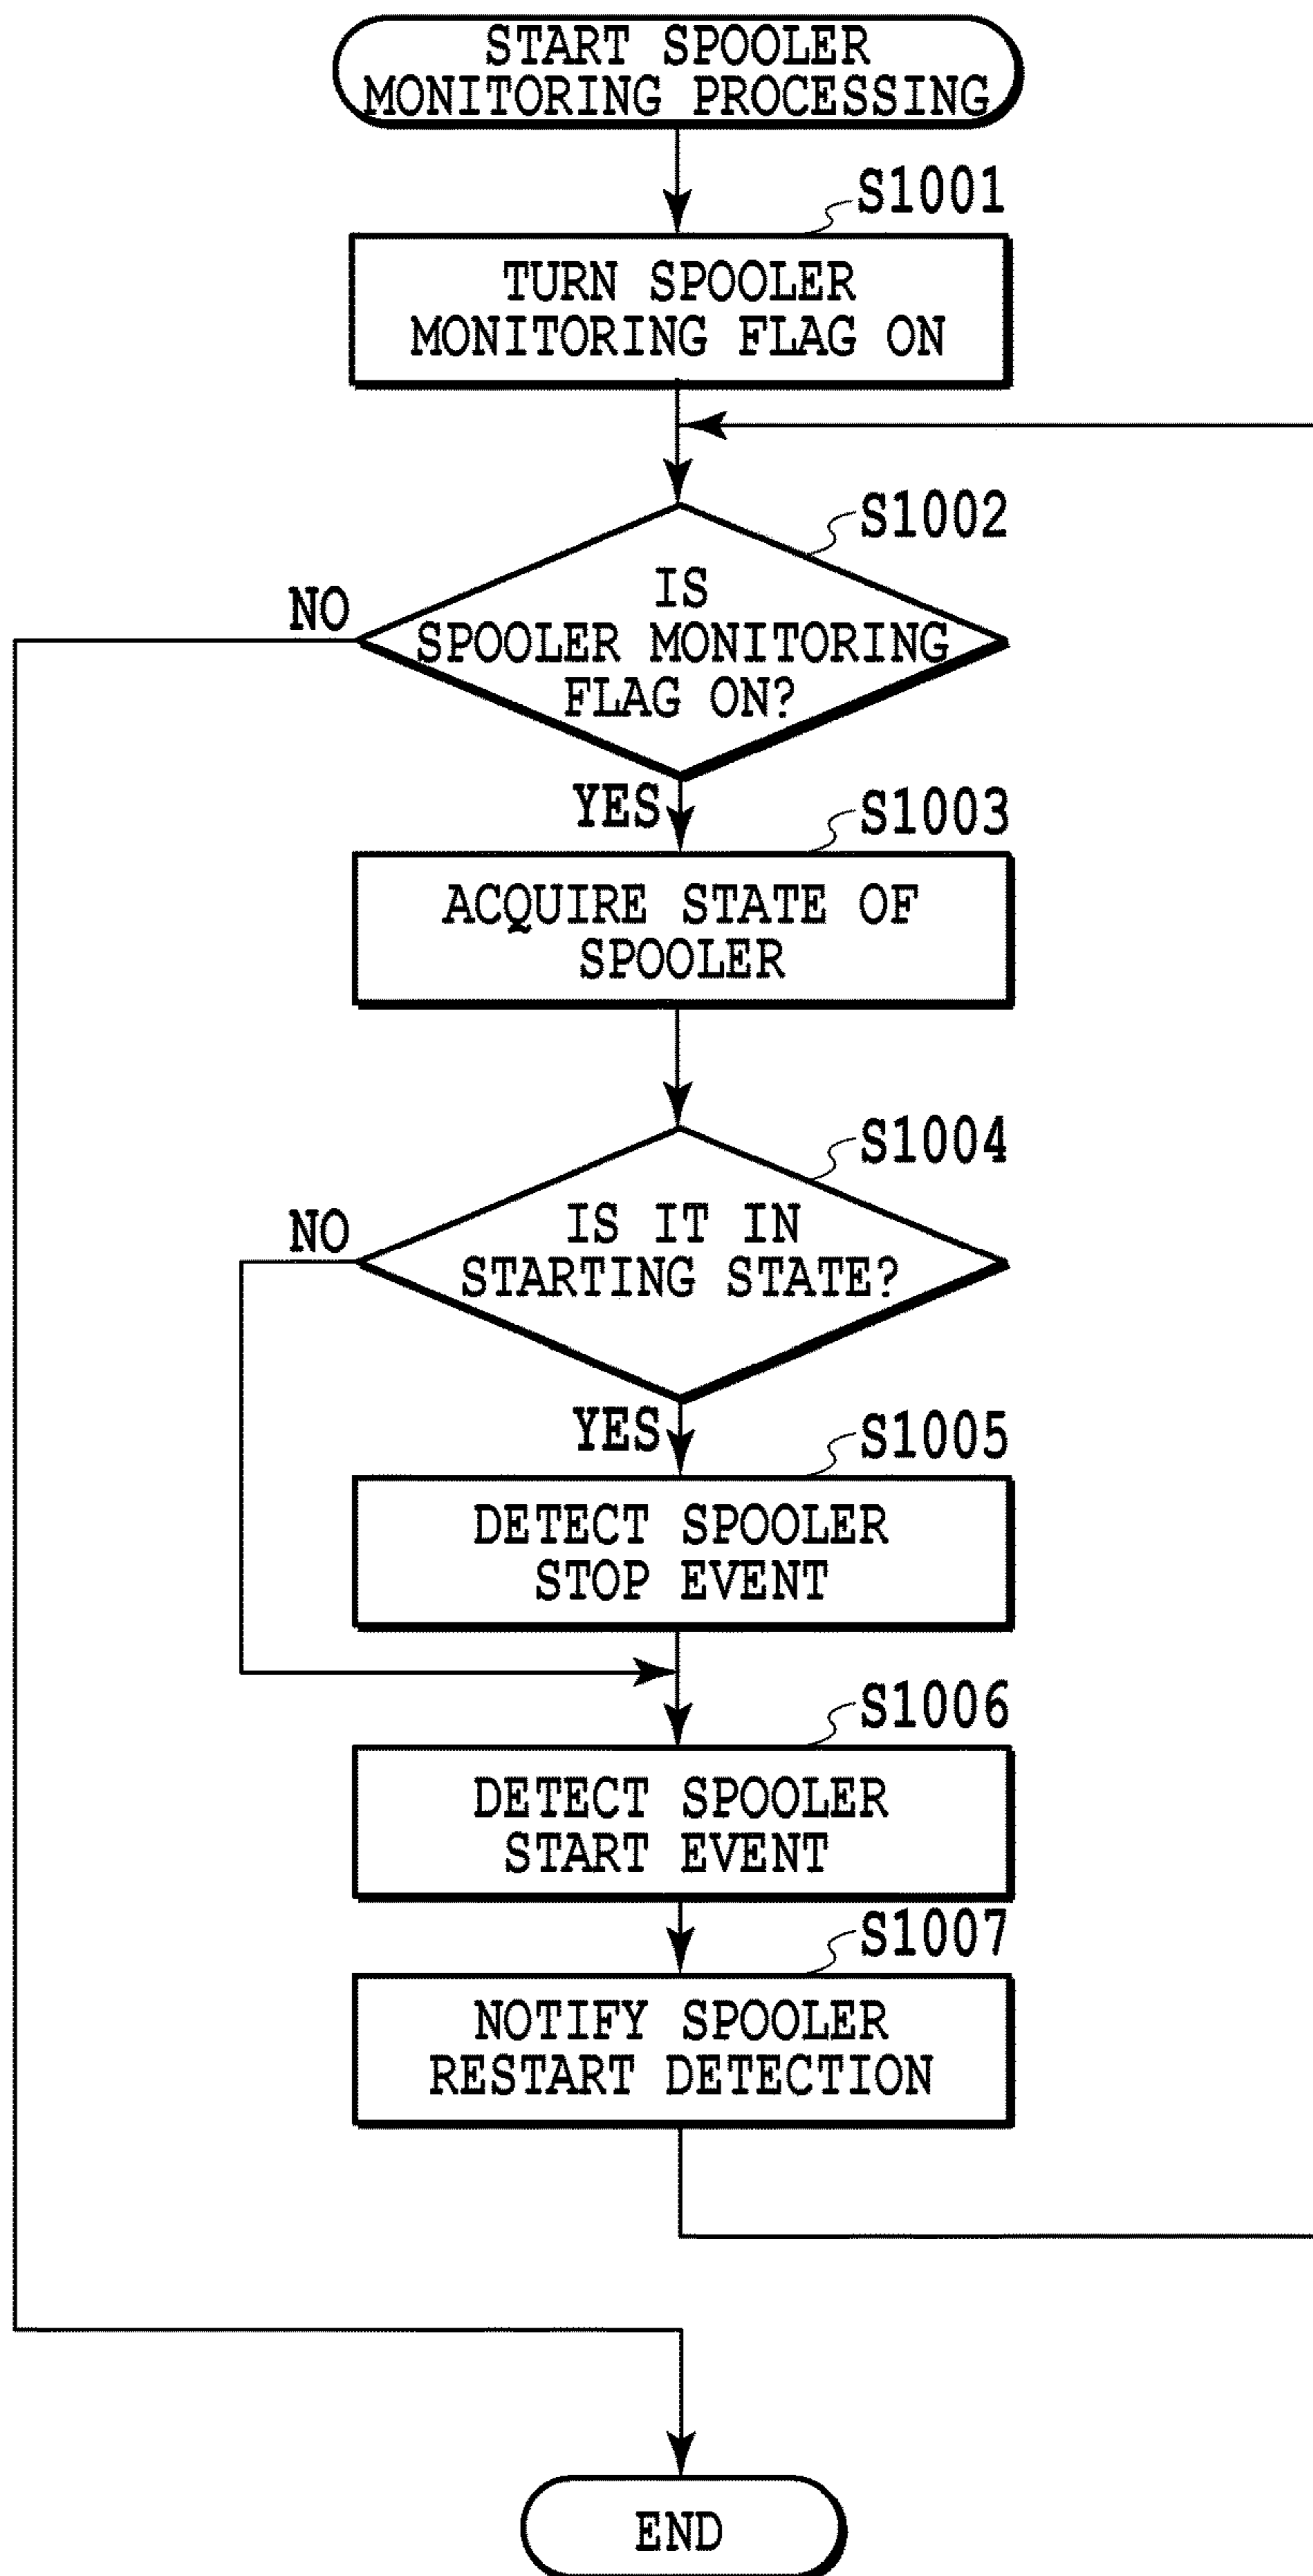 START SPOOLER
MONITORING PROCESSING
S1001
TURN SPOOLER
MONITORING FLAG ON
S1002
IS
SPOOLER MONITORING
FLAG ON?
NO
YES
S1003
ACQUIRE STATE OF
SPOOLER
S1004
IS IT IN
STARTING STATE?
NO
YES
S1005
DETECT SPOOLER
STOP EVENT
S1006
DETECT SPOOLER
START EVENT
S1007
NOTIFY SPOOLER
RESTART DETECTION
END